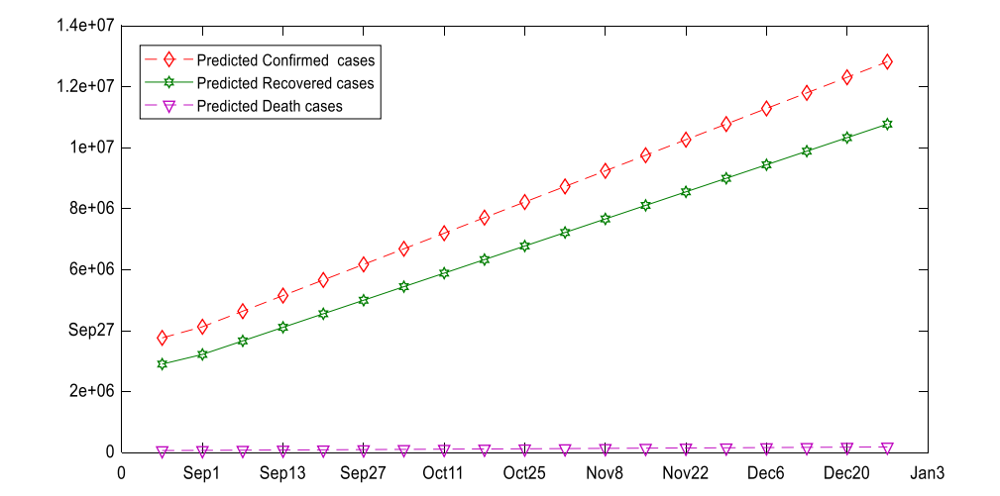 1.4e+07
1.2e+07
1e+07
8e+06
6e+06
Sep27
2e+06
0
Predicted Confirmed cases
Predicted Recovered cases
Predicted Death cases
0 Sep1 Sep13 Sep27 Oct11 Oct25 Nov8 Nov22 Dec6 Dec20 Jan3